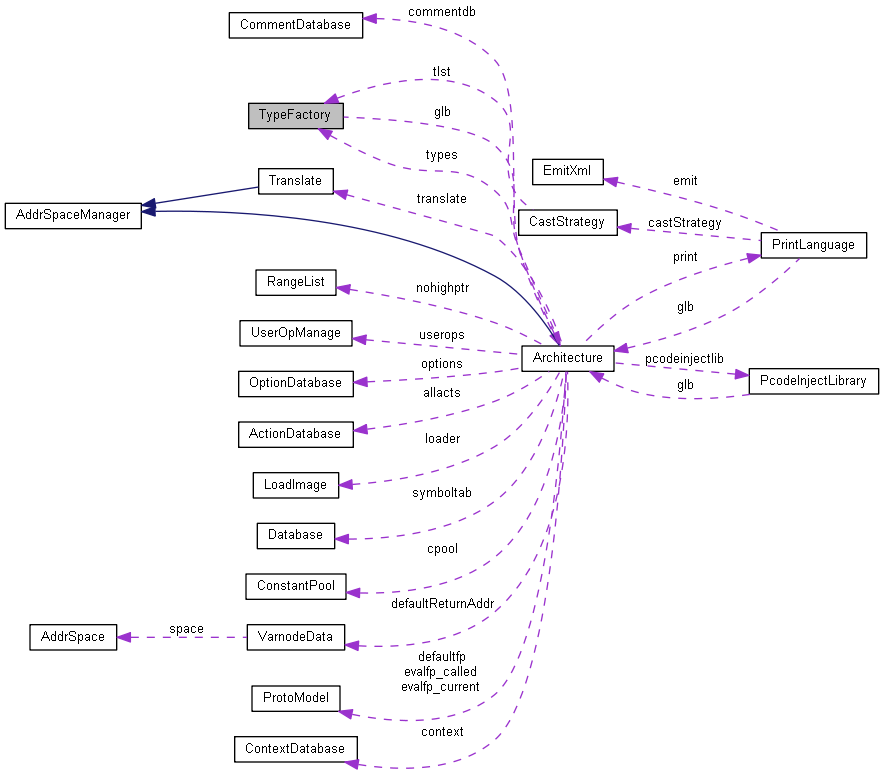 CommentDatabase
commentdb
tlst
TypeFactory
glb
types
EmitXml
emit
Translate
translate
AddrSpaceManager
CastStrategy
castStrategy
PrintLanguage
print
RangeList
nohighptr
glb
UserOpManage
userops
Architecture
pcodeinjectlib
OptionDatabase
options
glb
PcodeInjectLibrary
allacts
ActionDatabase
loader
LoadImage
symboltab
Database
cpool
ConstantPool
defaultReturnAddr
AddrSpace
space
VarnodeData
defaultfp
evalfp_called
evalfp_current
ProtoModel
context
ContextDatabase